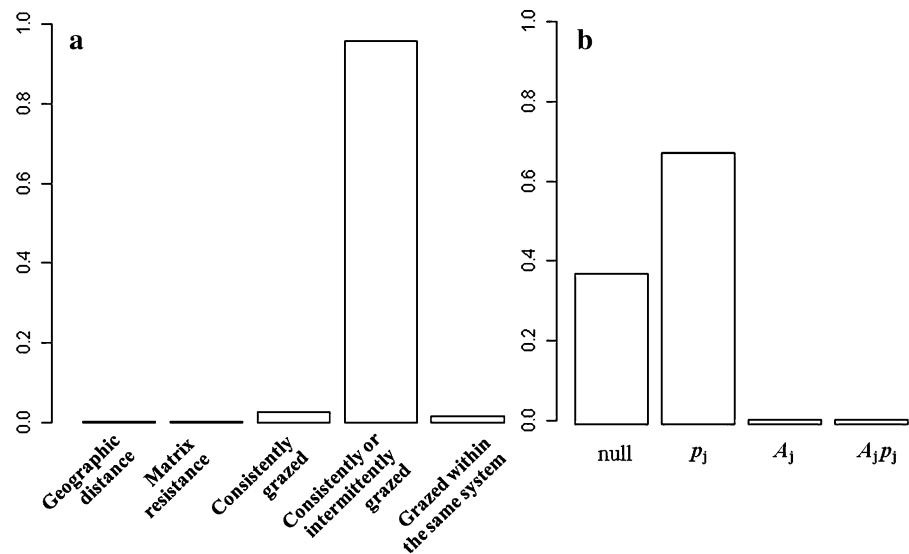 a
1.0
0.8
0.6
0.4
0.2
0.0
Geographic
distance
Matrix
resistance
Consistently
grazed
Consistently or
intermittently
grazed
Grazed within
the same system
b
1.0
0.8
0.6
0.4
0.2
0.0
null
pj
Aj
Ajpj